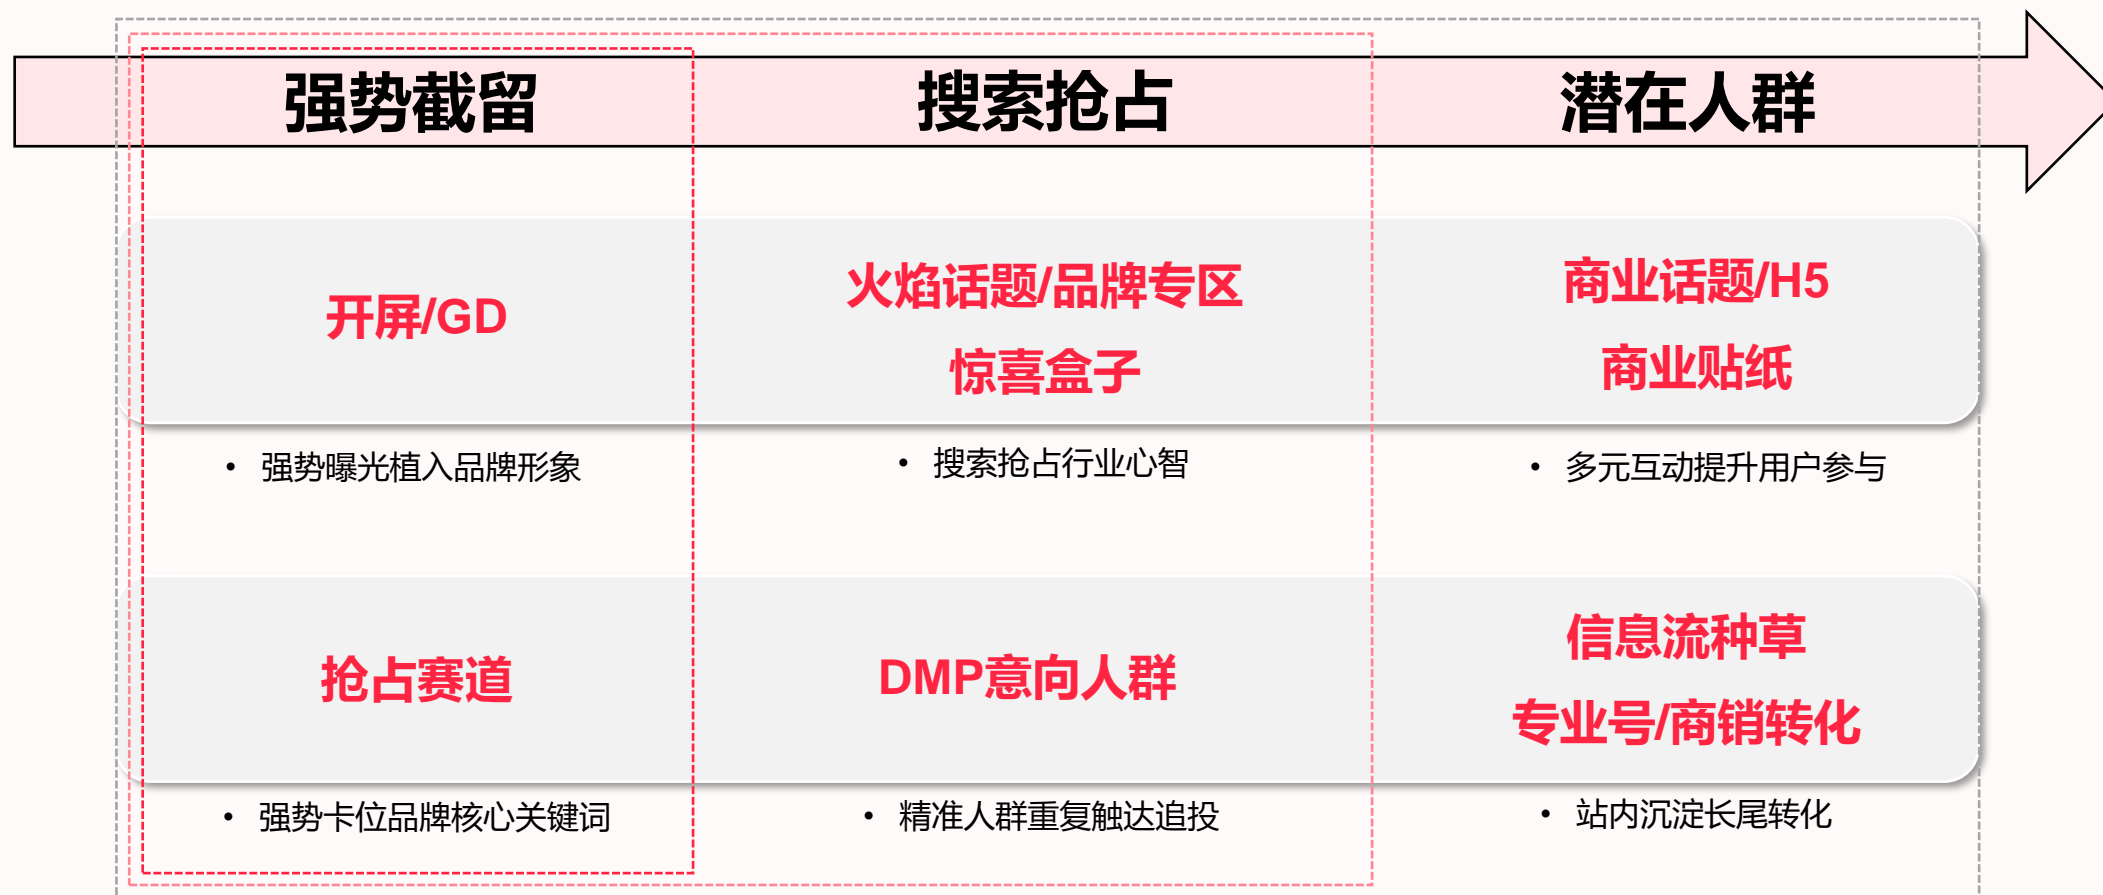 强势截留
搜索抢占
潜在人群
开屏/GD
火焰话题/品牌专区
惊喜盒子
商业话题/H5
商业贴纸
• 强势曝光植入品牌形象
• 搜索抢占行业心智
• 多元互动提升用户参与
抢占赛道
DMP意向人群
信息流种草
专业号/商销转化
• 强势卡位品牌核心关键词
• 精准人群重复触达追投
• 站内沉淀长尾转化